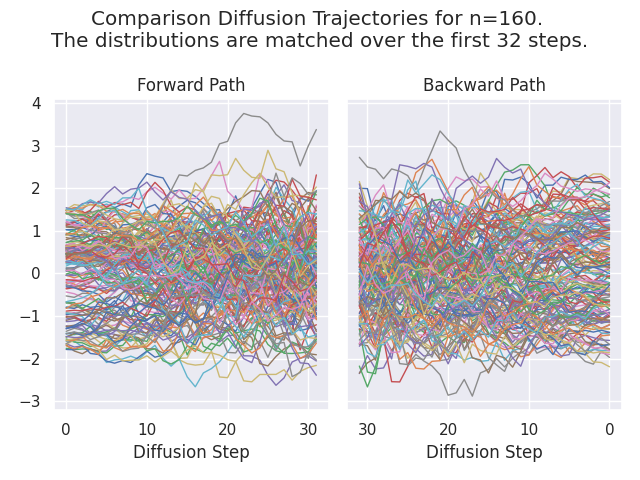 Comparison Diffusion Trajectories for n=160.
The distributions are matched over the first 32 steps.
Forward Path
Backward Path
4
3
2
1
0
−1
−2
−3
0 10 20 30
30 20 10 0
Diffusion Step
Diffusion Step